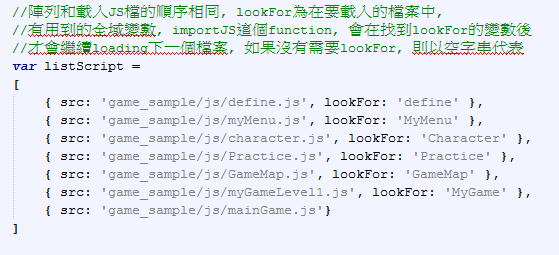 //陣列和載入JS檔的順序相同, lookFor為在要載入的檔案中,
//有用到的全域變數, importJS這個function, 會在找到lookFor的變數後
//才會繼續loading下一個檔案, 如果沒有需要lookFor, 則以空字串代表
var listScript =
[
    { src: 'game_sample/js/define.js', lookFor: 'define' },
    { src: 'game_sample/js/myMenu.js', lookFor: 'MyMenu' },
    { src: 'game_sample/js/character.js', lookFor: 'Character' },
    { src: 'game_sample/js/Practice.js', lookFor: 'Practice' },
    { src: 'game_sample/js/GameMap.js', lookFor: 'GameMap' },
    { src: 'game_sample/js/myGameLevel1.js', lookFor: 'MyGame' },
    { src: 'game_sample/js/mainGame.js'}
]